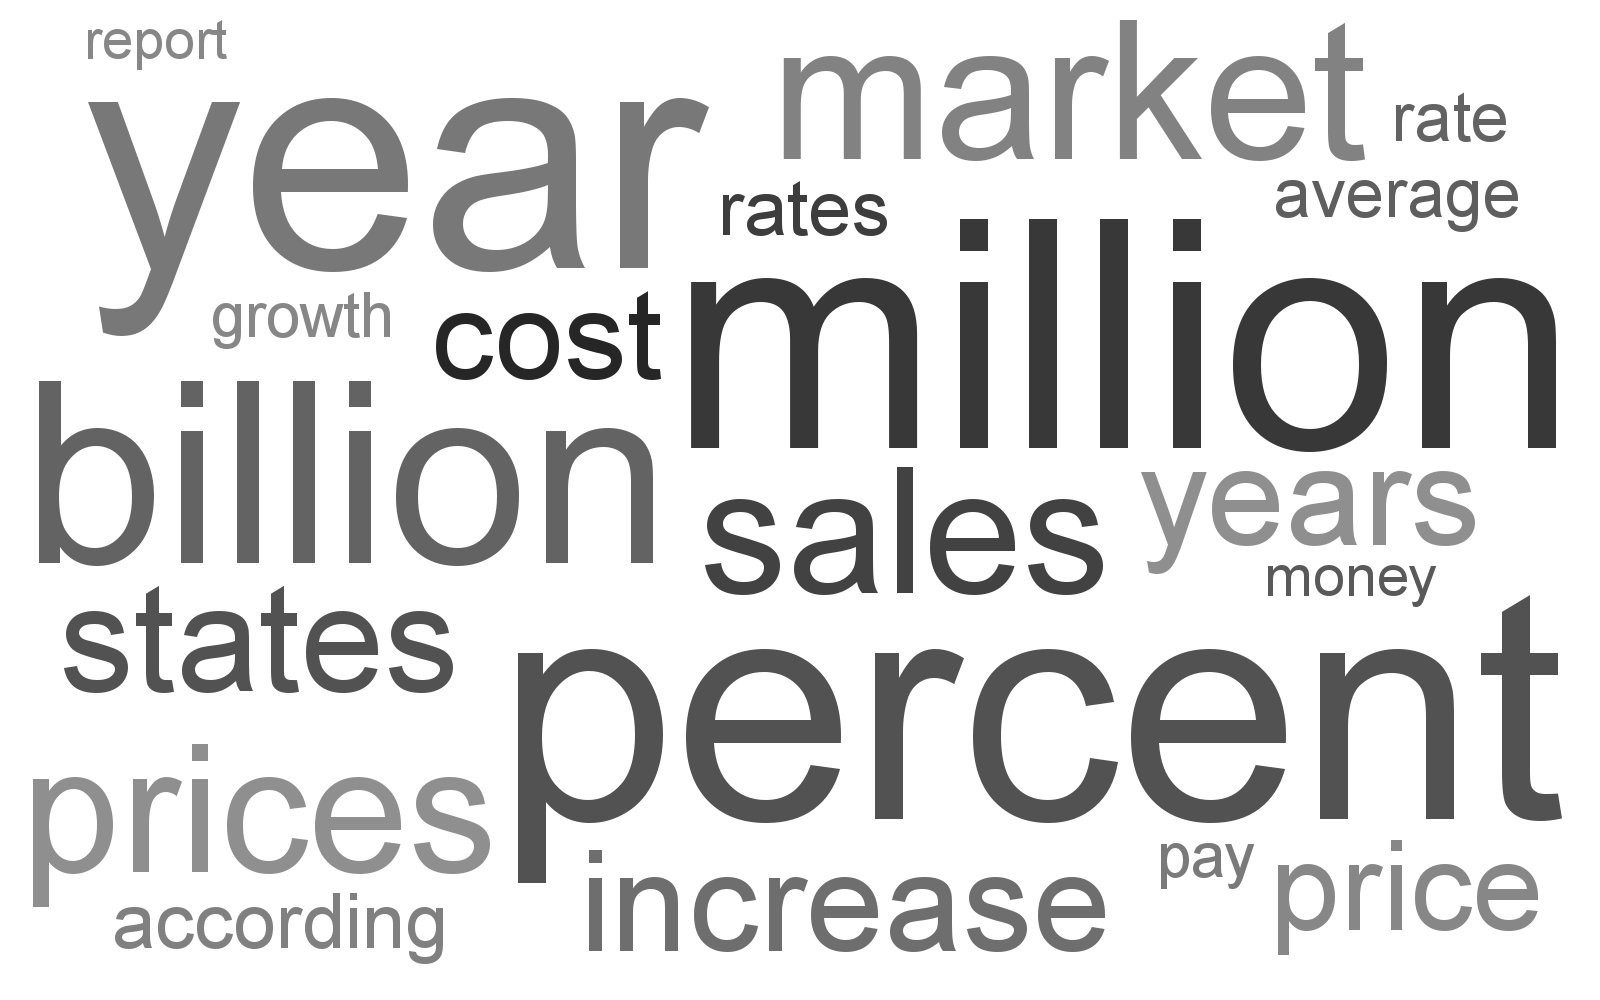 report
market
year
rate
average
rates
million
growth
cost
billion
sales
years
money
states
percent
prices
increase
pay
price
according